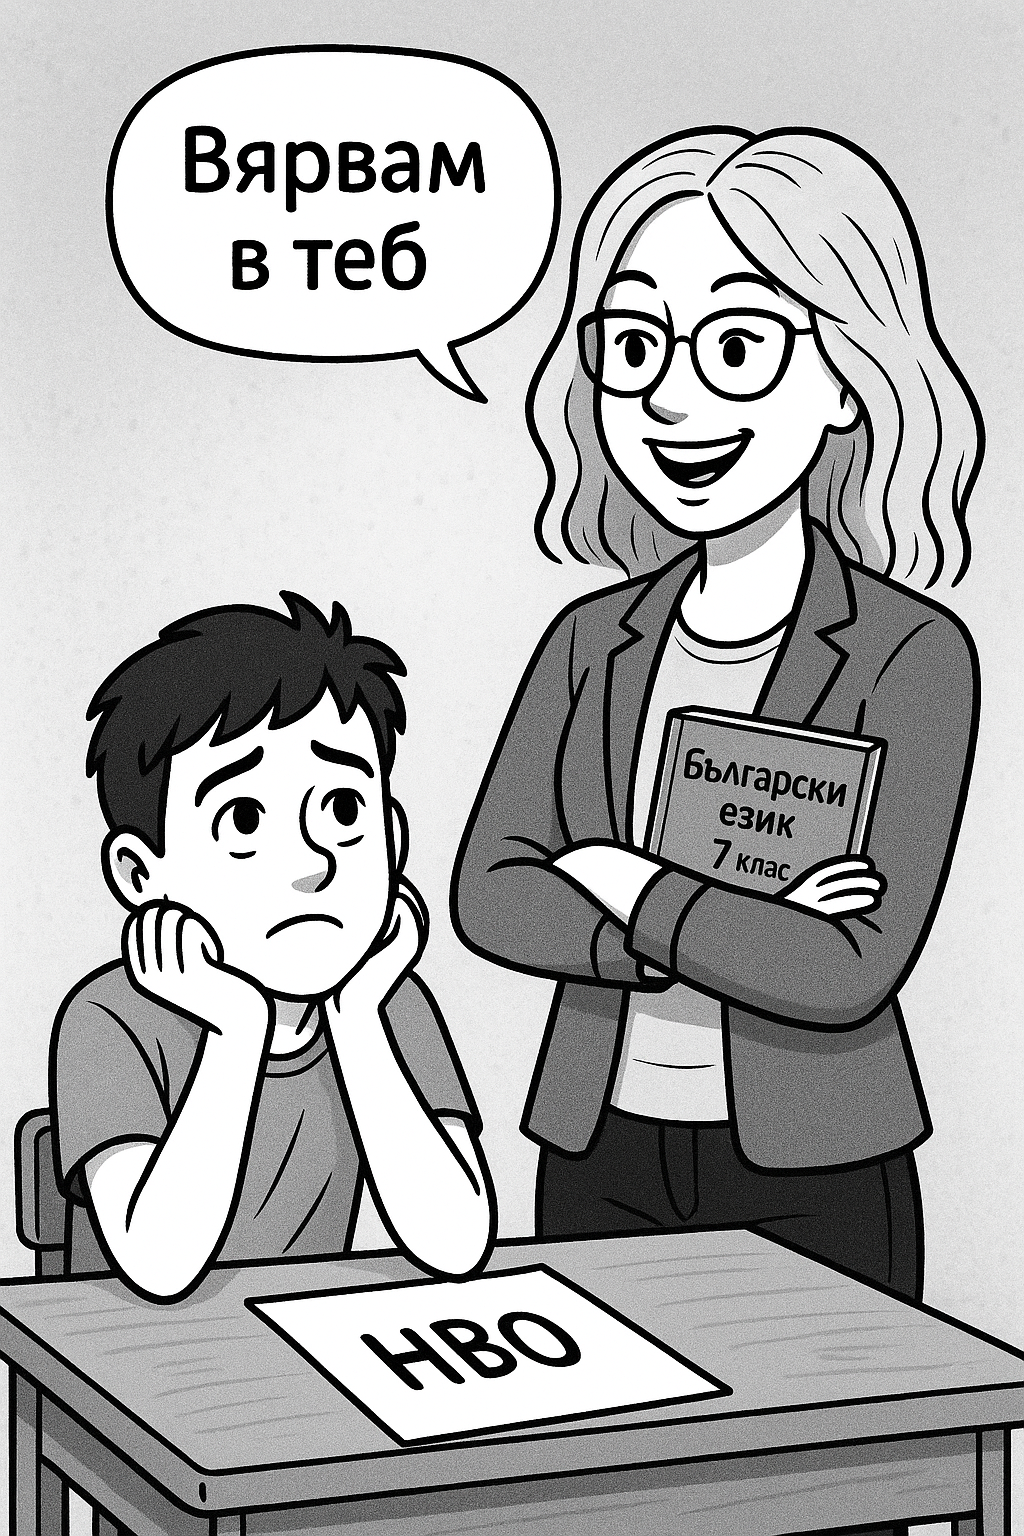 Вярвам
в теб
Български
език
7 клас
НВО